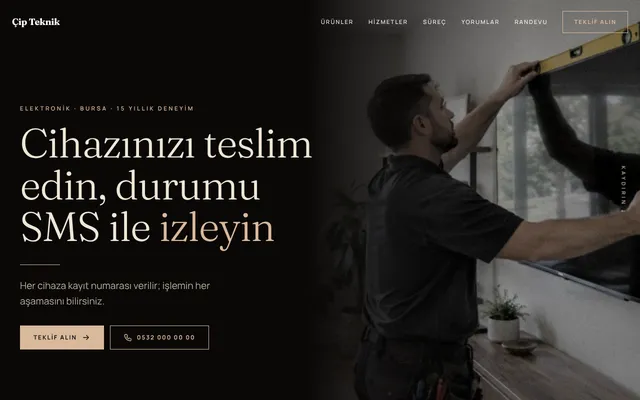 Çip Teknik
ÜRÜNLER HİZMETLER SÜREÇ YORUMLAR RANDEVU TEKLİF ALIN
ELEKTRONİK · BURSA · 15 YILLIK DENEYİM
Cihazınızı teslim
edin, durumu
SMS ile izleyin
Her cihaza kayıt numarası verilir; işlemin her
aşamasını bilirsiniz.
TEKLİF ALIN →
0532 000 00 00
KAYDIRIN